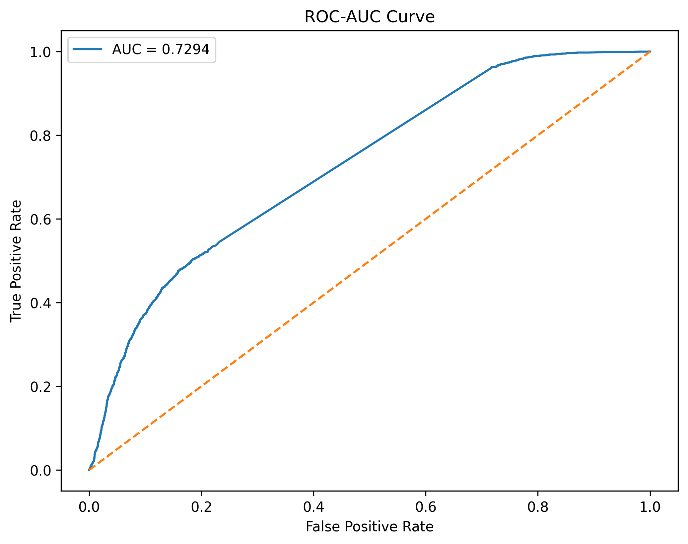 ROC-AUC Curve
AUC = 0.7294
True Positive Rate
1.0
0.8
0.6
0.4
0.2
0.0
0.0 0.2 0.4 0.6 0.8 1.0
False Positive Rate